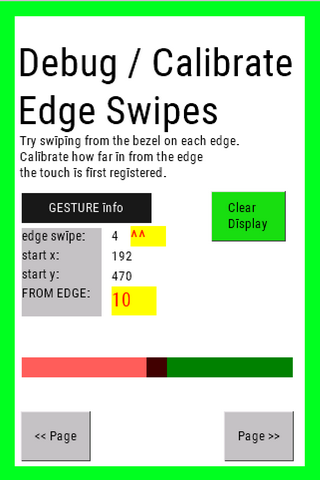 Debug / Calibrate
Edge Swipes
Try swiping from the bezel on each edge.
Calibrate how far in from the edge
the touch is first registered.
GESTURE info
Clear
Display
edge swipe: 4 ^^
start x: 192
start y: 470
FROM EDGE: 10
<< Page
Page >>